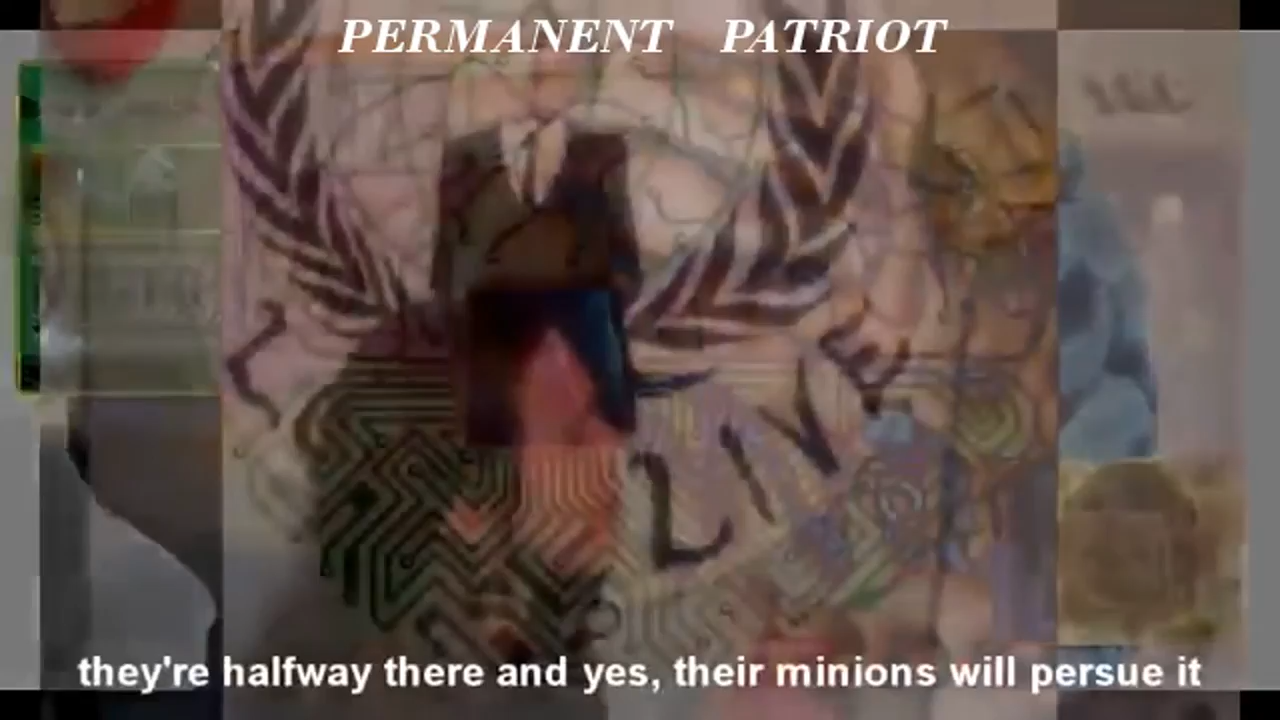 PERMANENT PATRIOT
LIVE
they're halfway there and yes, their minions will persue it